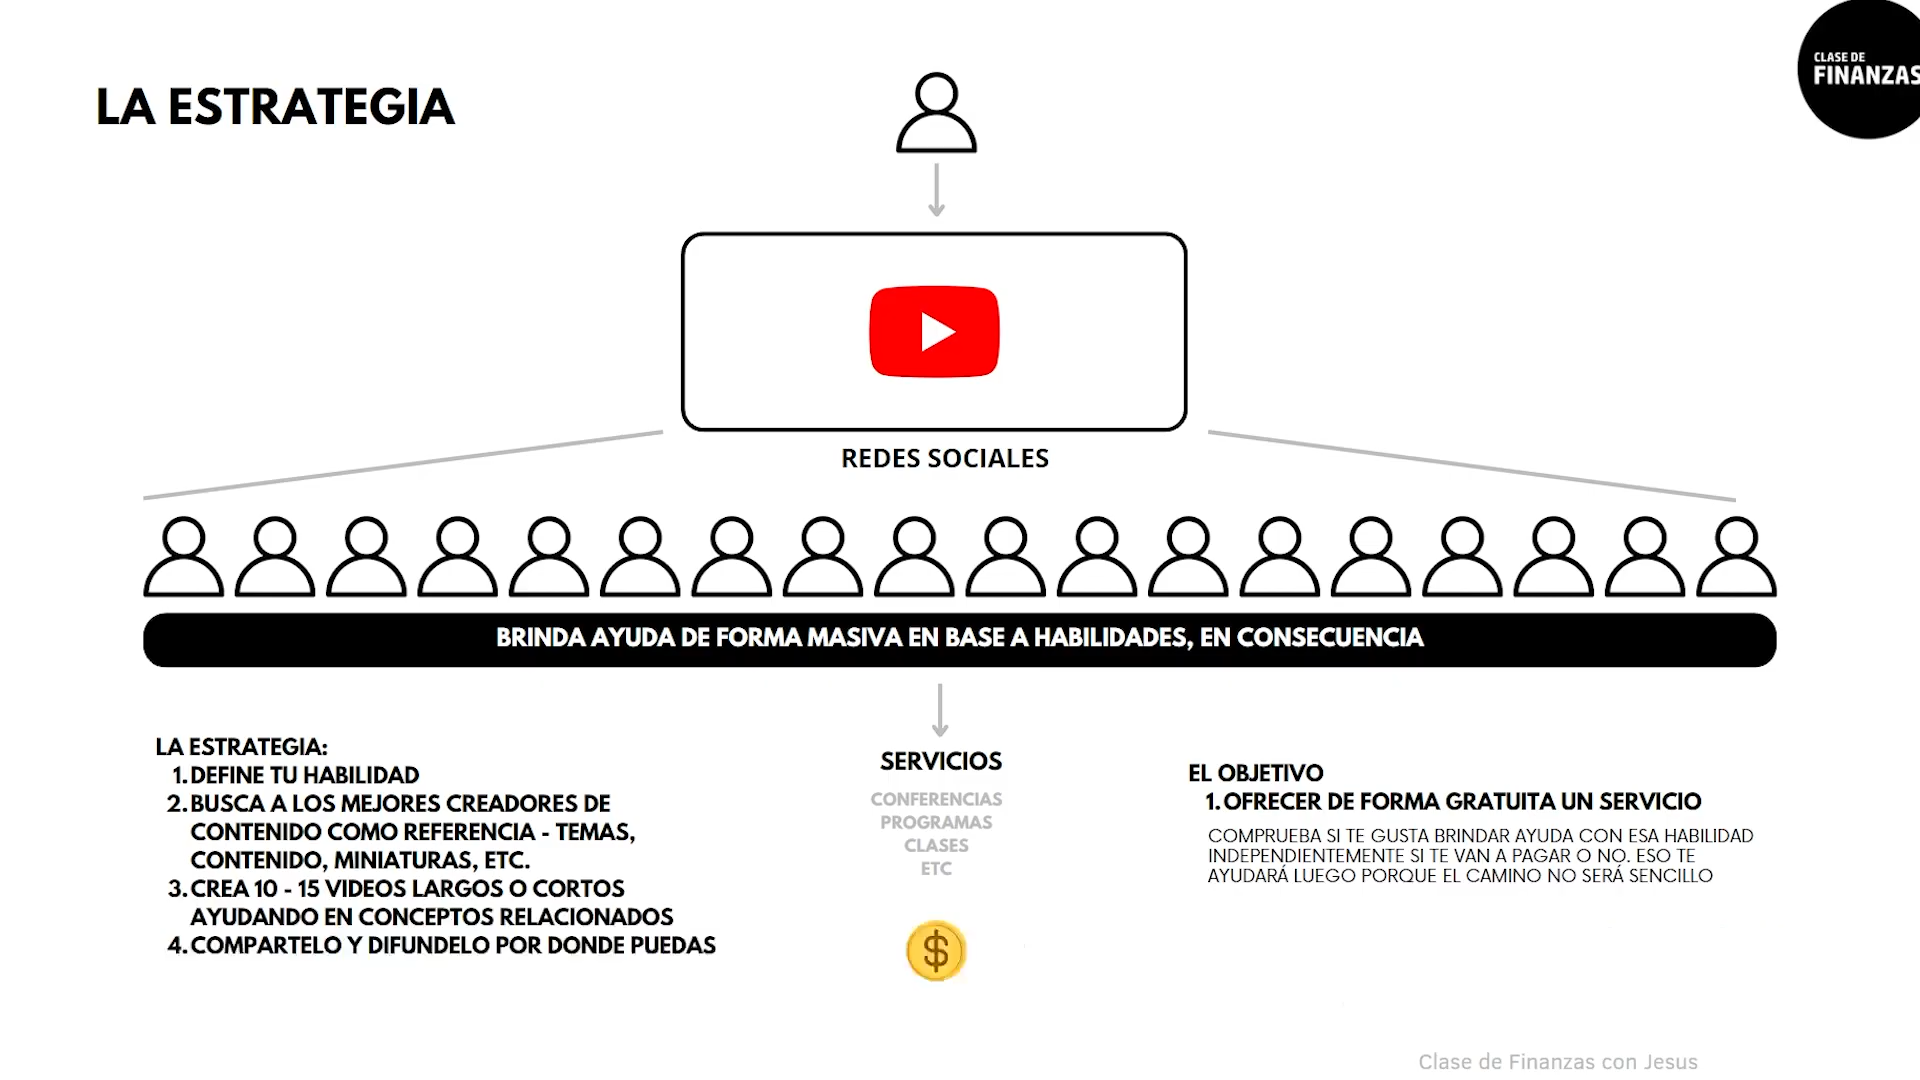 LA ESTRATEGIA
CLASE DE
FINANZAS
REDES SOCIALES
BRINDA AYUDA DE FORMA MASIVA EN BASE A HABILIDADES, EN CONSECUENCIA
LA ESTRATEGIA:
1. DEFINE TU HABILIDAD
2. BUSCA A LOS MEJORES CREADORES DE
CONTENIDO COMO REFERENCIA - TEMAS,
CONTENIDO, MINIATURAS, ETC.
3. CREA 10 - 15 VIDEOS LARGOS O CORTOS
AYUDANDO EN CONCEPTOS RELACIONADOS
4. COMPARTELO Y DIFUNDELO POR DONDE PUEDAS
SERVICIOS
CONFERENCIAS
PROGRAMAS
CLASES
ETC
$
EL OBJETIVO
1. OFRECER DE FORMA GRATUITA UN SERVICIO
COMPRUEBA SI TE GUSTA BRINDAR AYUDA CON ESA HABILIDAD
INDEPENDIENTEMENTE SI TE VAN A PAGAR O NO. ESO TE
AYUDARÁ LUEGO PORQUE EL CAMINO NO SERÁ SENCILLO
Clase de Finanzas con Jesus